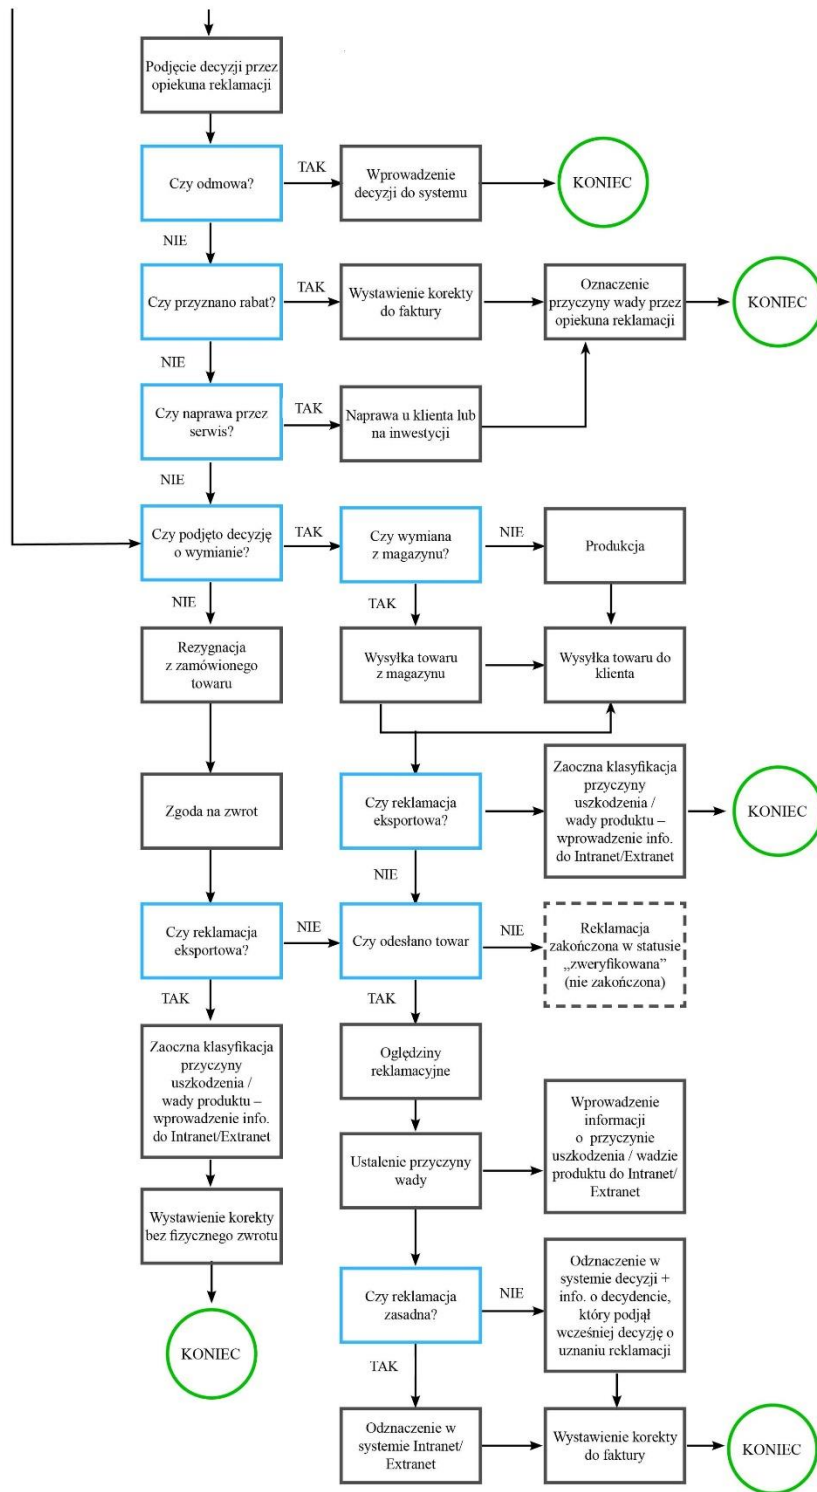 Podjęcie decyzji przez
opiekuna reklamacji
Czy odmowa?
TAK
Wprowadzenie
decyzji do systemu
KONIEC
NIE
Czy przyznano rabat?
TAK
Wystawienie korekty
do faktury
Oznaczenie
przyczyny wady przez
opiekuna reklamacji
KONIEC
NIE
Czy naprawa przez
serwis?
TAK
Naprawa u klienta lub
na inwestycji
NIE
Czy podjęto decyzję
o wymianie?
TAK
Czy wymiana
z magazynu?
NIE
Produkcja
NIE
TAK
Rezygnacja
z zamówionego
towaru
Wysyłka towaru
z magazynu
Wysyłka towaru do
klienta
Zgoda na zwrot
Czy reklamacja
eksportowa?
Zaoczna klasyfikacja
przyczyny
uszkodzenia /
wady produktu –
wprowadzenie info.
do Intranet/Extranet
KONIEC
NIE
Czy reklamacja
eksportowa?
NIE
Czy odesłano towar
NIE
Reklamacja
zakończona w statusie
„zweryfikowana”
(nie zakończona)
TAK
TAK
Zaoczna klasyfikacja
przyczyny
uszkodzenia /
wady produktu –
wprowadzenie info.
do Intranet/Extranet
Oględziny
reklamacyjne
Ustalenie przyczyny
wady
Wprowadzenie
informacji
o przyczynie
uszkodzenia / wadzie
produktu do Intranet/
Extranet
Wystawienie korekty
bez fizycznego zwrotu
KONIEC
Czy reklamacja
zasadna?
NIE
Odznaczenie w
systemie decyzji +
info. o decydencie,
który podjął
wcześniej decyzję o
uznaniu reklamacji
TAK
Odznaczenie w
systemie Intranet/
Extranet
Wystawienie korekty
do faktury
KONIEC